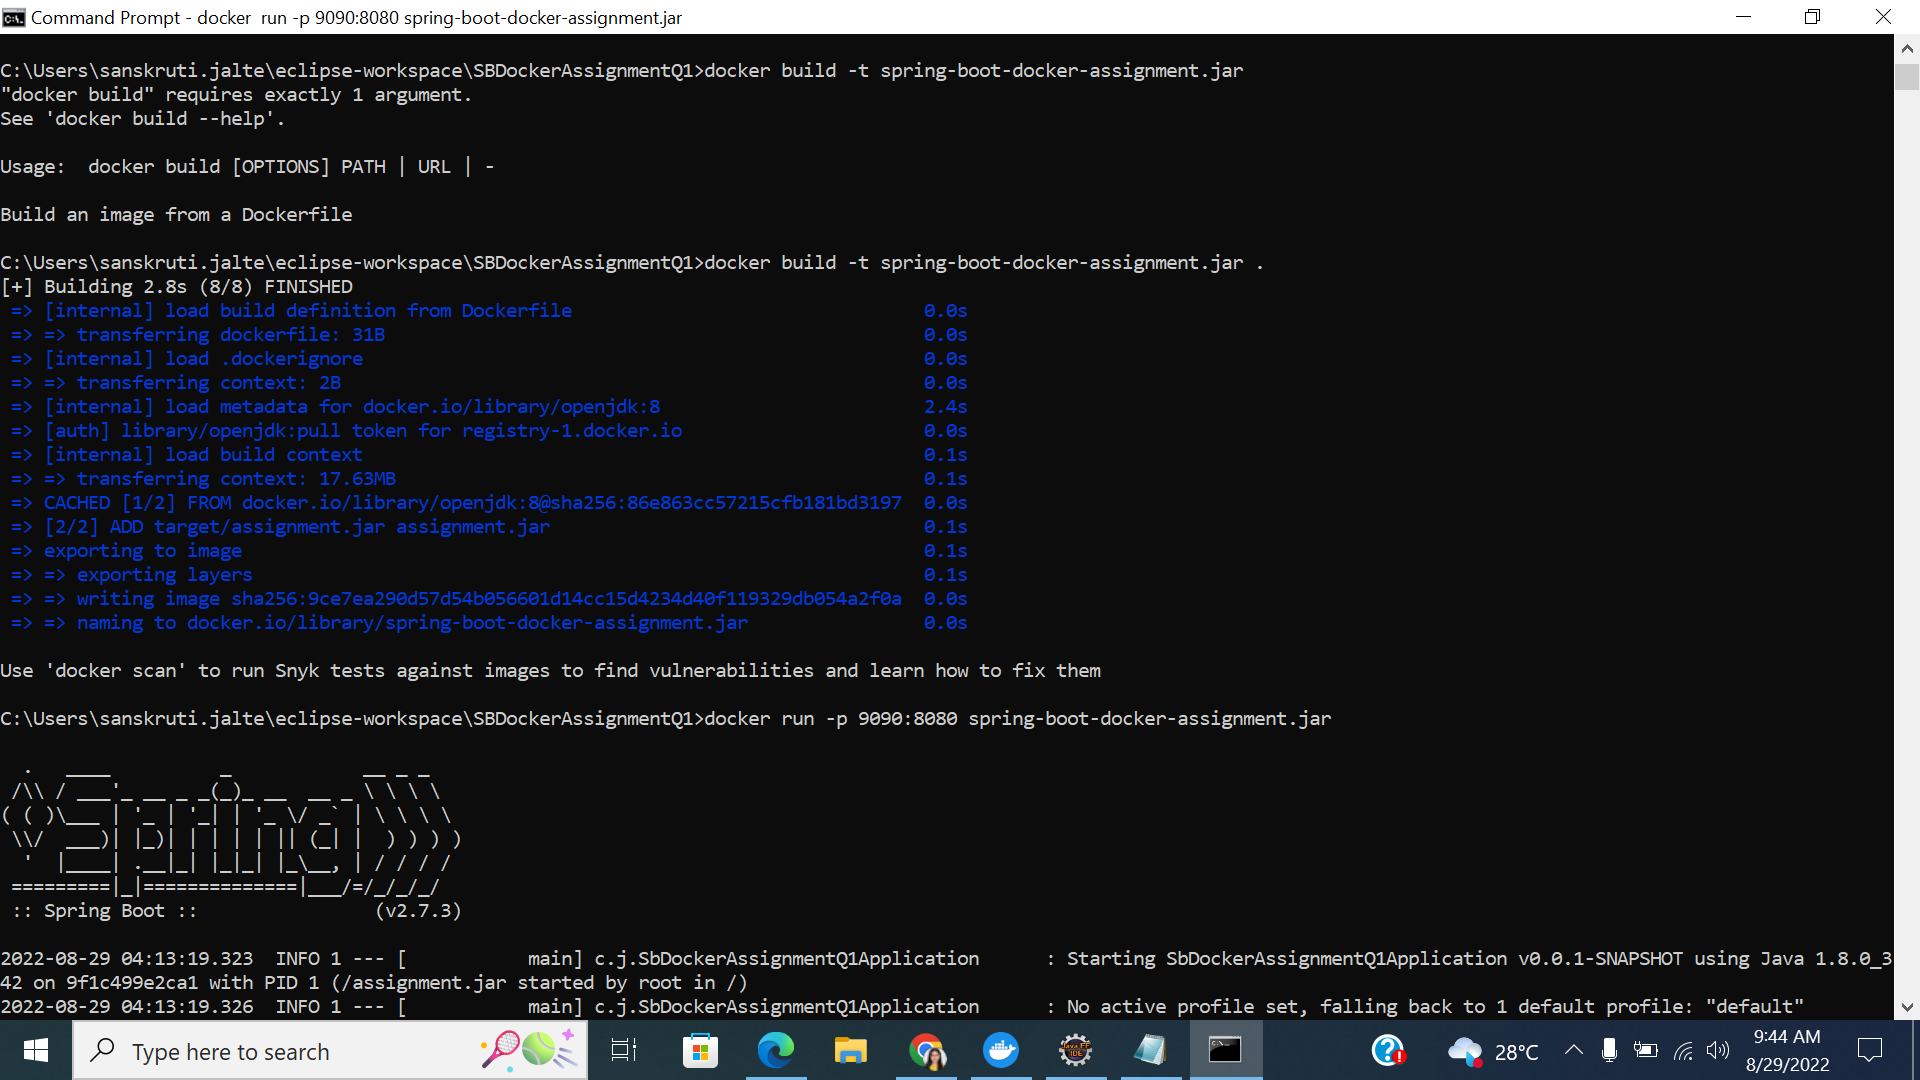 Command Prompt - docker  run -p 9090:8080 spring-boot-docker-assignment.jar
C:\Users\sanskruti.jalte\eclipse-workspace\SBDockerAssignmentQ1>docker build -t spring-boot-docker-assignment.jar
"docker build" requires exactly 1 argument.
See 'docker build --help'.
Usage:  docker build [OPTIONS] PATH | URL | -
Build an image from a Dockerfile
C:\Users\sanskruti.jalte\eclipse-workspace\SBDockerAssignmentQ1>docker build -t spring-boot-docker-assignment.jar .
[+] Building 2.8s (8/8) FINISHED
=> [internal] load build definition from Dockerfile 0.0s
=> => transferring dockerfile: 31B 0.0s
=> [internal] load .dockerignore 0.0s
=> => transferring context: 2B 0.0s
=> [internal] load metadata for docker.io/library/openjdk:8 2.4s
=> [auth] library/openjdk:pull token for registry-1.docker.io 0.0s
=> [internal] load build context 0.1s
=> => transferring context: 17.63MB 0.1s
=> CACHED [1/2] FROM docker.io/library/openjdk:8@sha256:86e863cc57215cfb181bd3197 0.0s
=> [2/2] ADD target/assignment.jar assignment.jar 0.1s
=> exporting to image 0.1s
=> => exporting layers 0.1s
=> => writing image sha256:9ce7ea290d57d54b056601d14cc15d4234d40f119329db054a2f0a 0.0s
=> => naming to docker.io/library/spring-boot-docker-assignment.jar 0.0s
Use 'docker scan' to run Snyk tests against images to find vulnerabilities and learn how to fix them
C:\Users\sanskruti.jalte\eclipse-workspace\SBDockerAssignmentQ1>docker run -p 9090:8080 spring-boot-docker-assignment.jar
  .   ____          _            __ _ _
 /\\ / ___'_ __ _ _(_)_ __  __ _ \ \ \ \
( ( )\___ | '_ | '_| | '_ \/ _` | \ \ \ \
 \\/  ___)| |_)| | | | | || (_| |  ) ) ) )
  '  |____| .__|_| |_|_| |_\__, | / / / /
 =========|_|==============|___/=/_/_/_/
 :: Spring Boot ::                (v2.7.3)
2022-08-29 04:13:19.323  INFO 1 --- [           main] c.j.SbDockerAssignmentQ1Application      : Starting SbDockerAssignmentQ1Application v0.0.1-SNAPSHOT using Java 1.8.0_3
42 on 9f1c499e2ca1 with PID 1 (/assignment.jar started by root in /)
2022-08-29 04:13:19.326  INFO 1 --- [           main] c.j.SbDockerAssignmentQ1Application      : No active profile set, falling back to 1 default profile: "default"
Type here to search
28°C
9:44 AM
8/29/2022